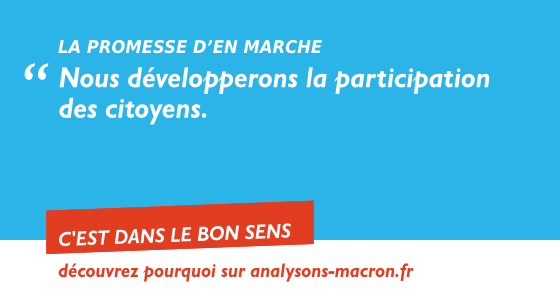 LA PROMESSE D’EN MARCHE
“ Nous développerons la participation
des citoyens.
C'EST DANS LE BON SENS
découvrez pourquoi sur analysons-macron.fr